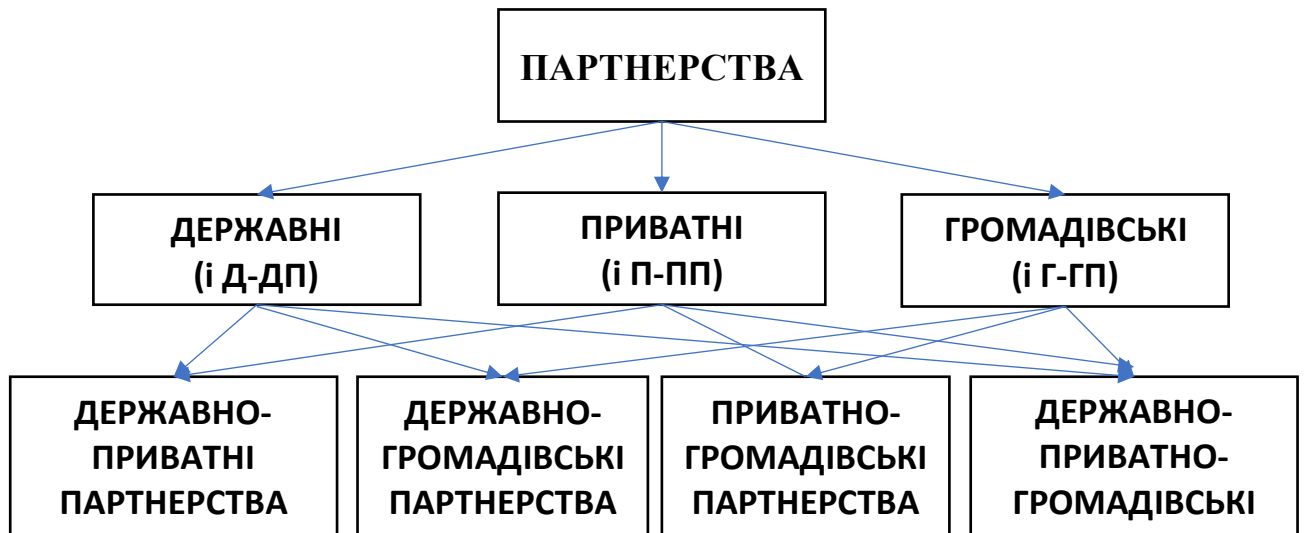 ПАРТНЕРСТВА
ДЕРЖАВНІ
(і Д-ДП)
ПРИВАТНІ
(і П-ПП)
ГРОМАДІВСЬКІ
(і Г-ГП)
ДЕРЖАВНО-
ПРИВАТНІ
ПАРТНЕРСТВА
ДЕРЖАВНО-
ГРОМАДІВСЬКІ
ПАРТНЕРСТВА
ПРИВАТНО-
ГРОМАДІВСЬКІ
ПАРТНЕРСТВА
ДЕРЖАВНО-
ПРИВАТНО-
ГРОМАДІВСЬКІ